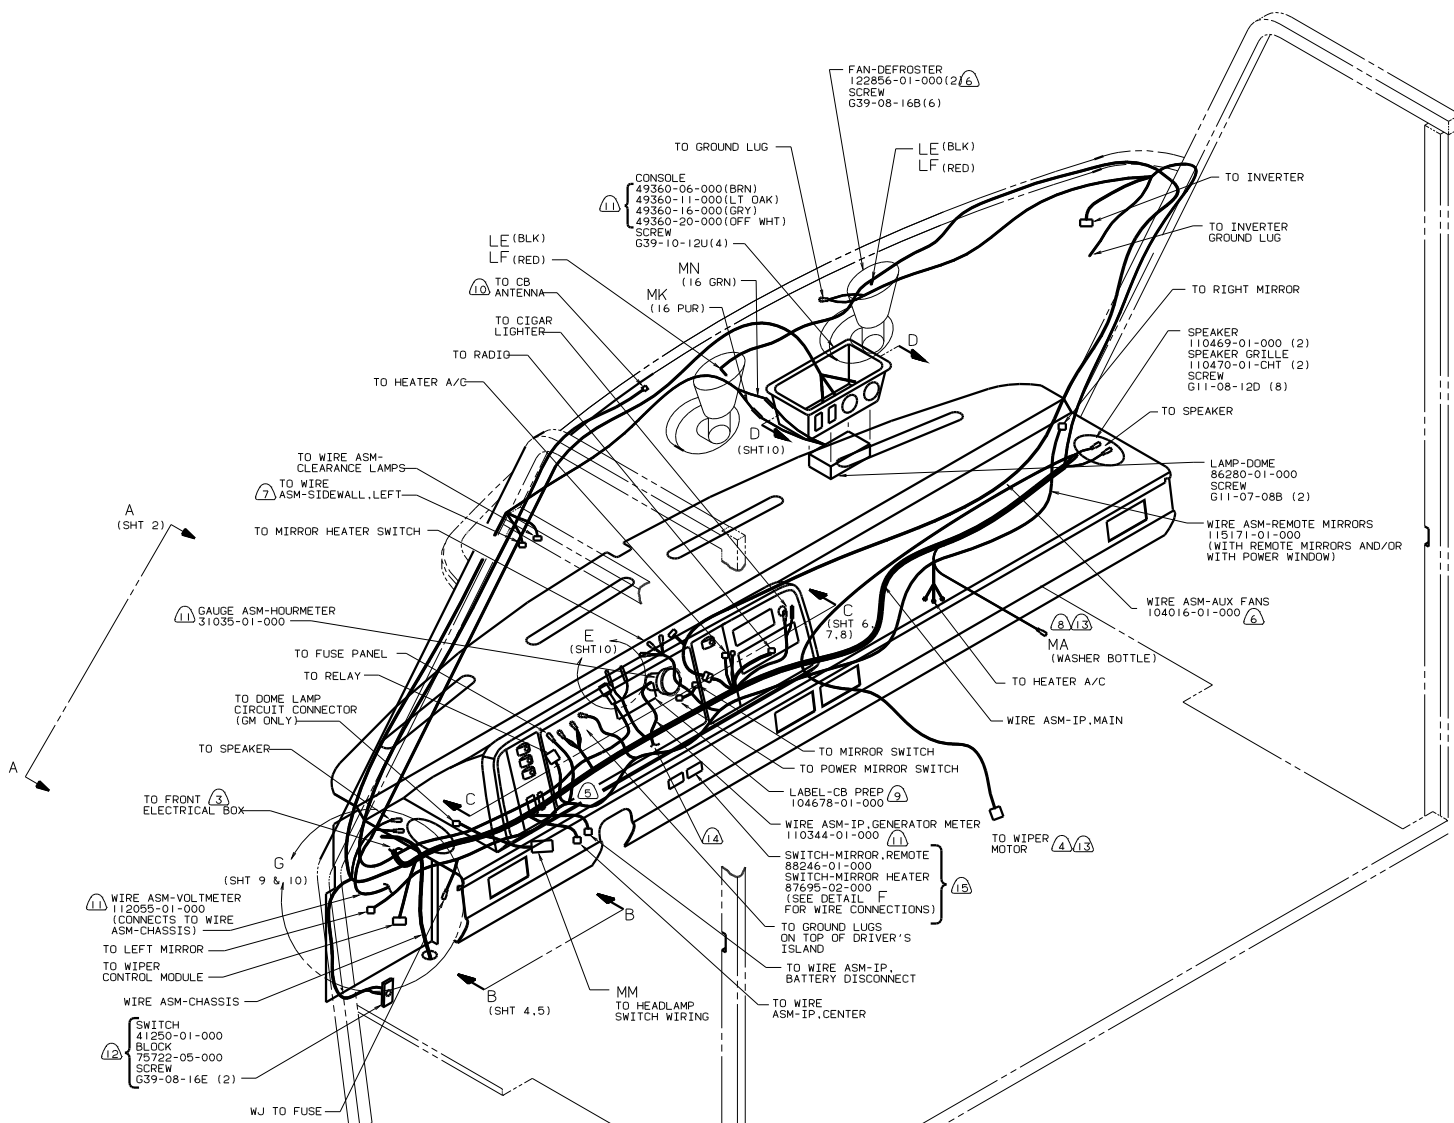 FAN-DEFROSTER
122856-01-000(2) 6
SCREW
G39-08-16B(6)
TO GROUND LUG
LE (BLK)
LF (RED)
CONSOLE
49360-06-000(BRN)
49360-11-000(LT OAK)
11
49360-16-000(GRY)
49360-20-000(OFF WHT)
SCREW
G39-10-12U(4)
TO INVERTER
TO INVERTER
GROUND LUG
LE (BLK)
LF (RED)
MN
(16 GRN)
10 TO CB
ANTENNA
MK
(16 PUR)
TO RIGHT MIRROR
TO CIGAR
LIGHTER
SPEAKER
110469-01-000 (2)
SPEAKER GRILLE
110470-01-CHT (2)
SCREW
G11-08-12D (8)
TO RADIO
D
TO HEATER A/C
TO SPEAKER
D
(SHT10)
TO WIRE ASM-
CLEARANCE LAMPS
LAMP-DOME
86280-01-000
SCREW
G11-07-08B (2)
7 TO WIRE
ASM-SIDEWALL,LEFT
A
(SHT 2)
TO MIRROR HEATER SWITCH
WIRE ASM-REMOTE MIRRORS
115171-01-000
(WITH REMOTE MIRRORS AND/OR
WITH POWER WINDOW)
11 GAUGE ASM-HOURMETER
31035-01-000
C
(SHT 6,
7,8)
WIRE ASM-AUX FANS
104016-01-000 6
E
(SHT10)
8 13
MA
(WASHER BOTTLE)
TO FUSE PANEL
TO RELAY
TO HEATER A/C
TO DOME LAMP
CIRCUIT CONNECTOR
(GM ONLY)
WIRE ASM-IP,MAIN
TO SPEAKER
TO MIRROR SWITCH
TO POWER MIRROR SWITCH
A
5
C
LABEL-CB PREP 9
104678-01-000
TO FRONT 3
ELECTRICAL BOX
WIRE ASM-IP,GENERATOR METER
110344-01-000 11
14
TO WIPER
MOTOR 4 13
G
(SHT 9 & 10)
SWITCH-MIRROR,REMOTE
88246-01-000
SWITCH-MIRROR HEATER
87695-02-000
(SEE DETAIL F
FOR WIRE CONNECTIONS)
15
11 WIRE ASM-VOLTMETER
112055-01-000
(CONNECTS TO WIRE
ASM-CHASSIS)
B
TO GROUND LUGS
ON TOP OF DRIVER'S
ISLAND
TO LEFT MIRROR
TO WIPER
CONTROL MODULE
TO WIRE ASM-IP,
BATTERY DISCONNECT
WIRE ASM-CHASSIS
B
(SHT 4,5)
MM
TO HEADLAMP
SWITCH WIRING
TO WIRE
ASM-IP,CENTER
SWITCH
41250-01-000
12 BLOCK
75722-05-000
SCREW
G39-08-16E (2)
WJ TO FUSE